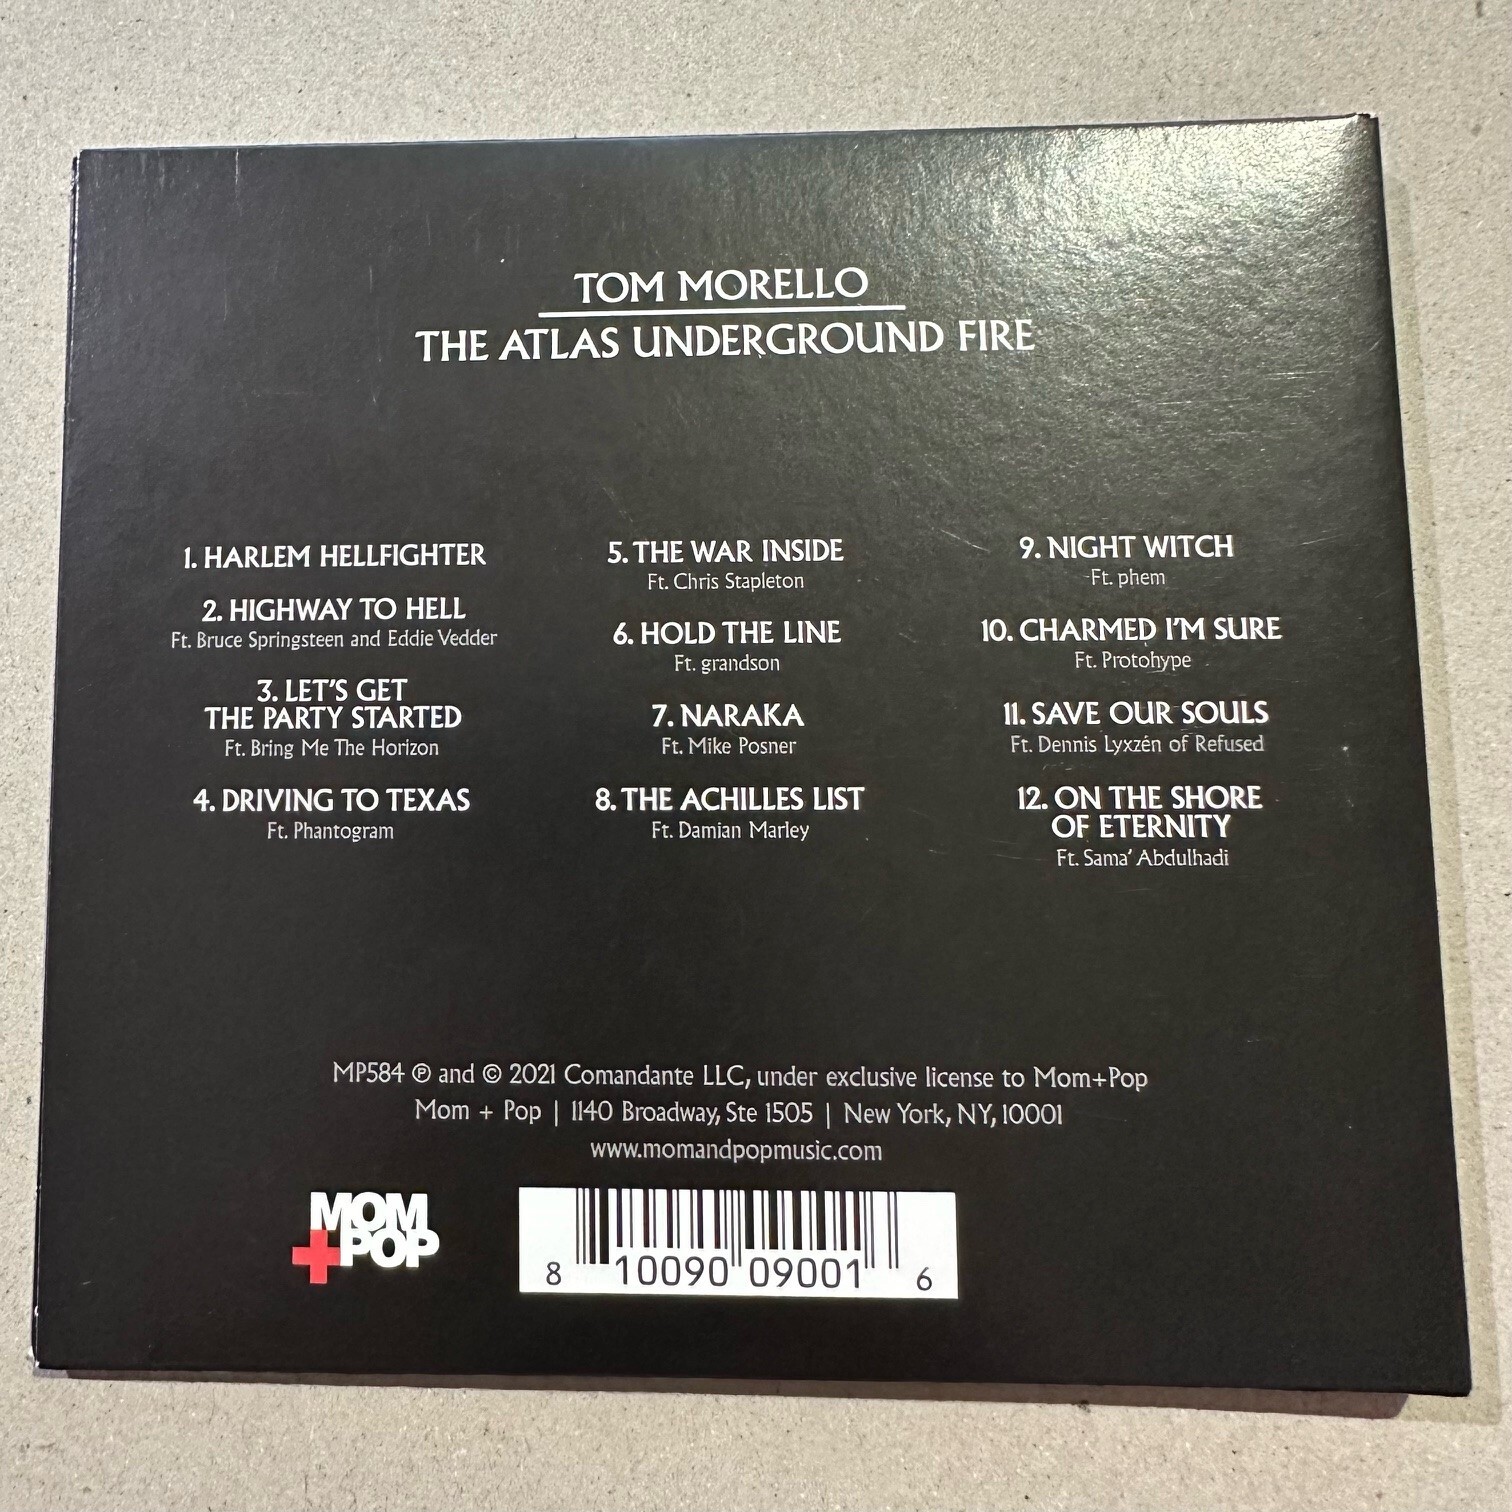 TOM MORELLO
THE ATLAS UNDERGROUND FIRE
1. HARLEM HELLFIGHTER
2. HIGHWAY TO HELL
Ft. Bruce Springsteen and Eddie Vedder
3. LET'S GET
THE PARTY STARTED
Ft. Bring Me The Horizon
4. DRIVING TO TEXAS
Ft. Phantogram
5. THE WAR INSIDE
Ft. Chris Stapleton
6. HOLD THE LINE
Ft. grandson
7. NARAKA
Ft. Mike Posner
8. THE ACHILLES LIST
Ft. Damian Marley
9. NIGHT WITCH
Ft. phem
10. CHARMED I'M SURE
Ft. Protohype
11. SAVE OUR SOULS
Ft. Dennis Lyxzén of Refused
12. ON THE SHORE
OF ETERNITY
Ft. Sama' Abdulhadi
MP584 ℗ and © 2021 Comandante LLC, under exclusive license to Mom+Pop
Mom + Pop | 1140 Broadway, Ste 1505 | New York, NY, 10001
www.momandpopmusic.com
MOM
+POP
8 10090 09001 6